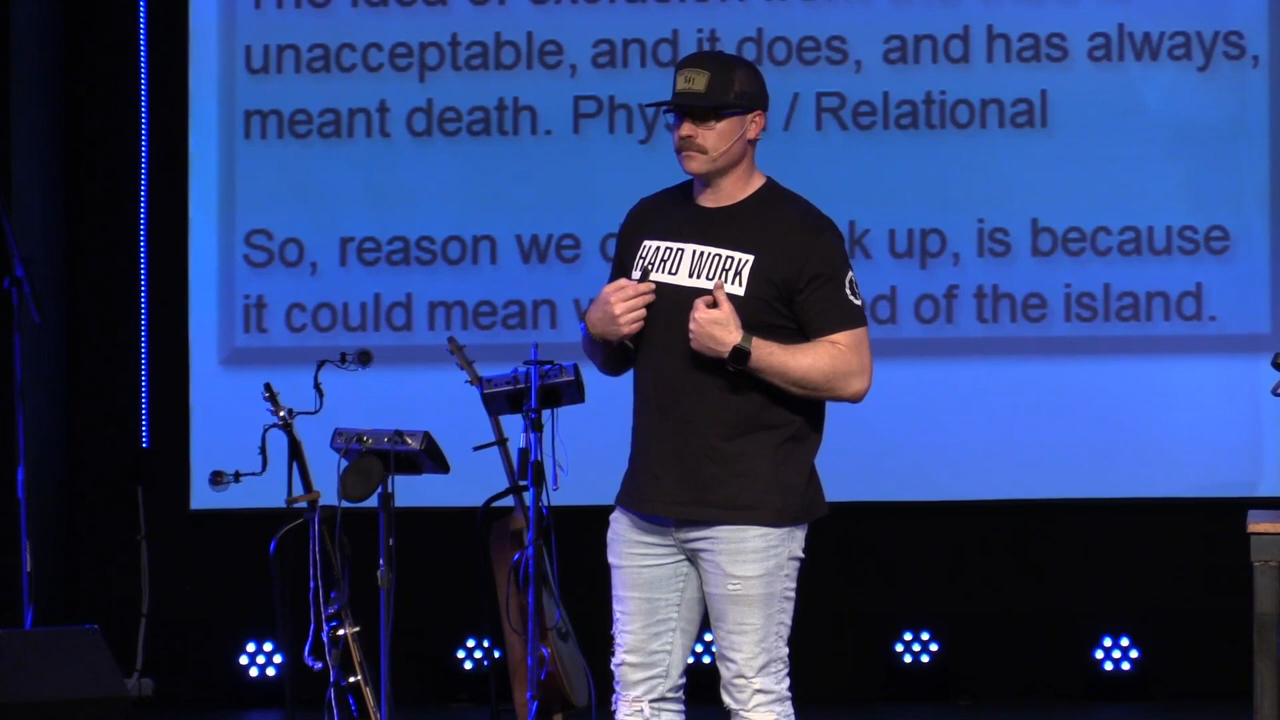 unacceptable, and it does, and has always,
meant death. / Relational
So, reason we up, is because
it could mean of the island.
HARD WORK